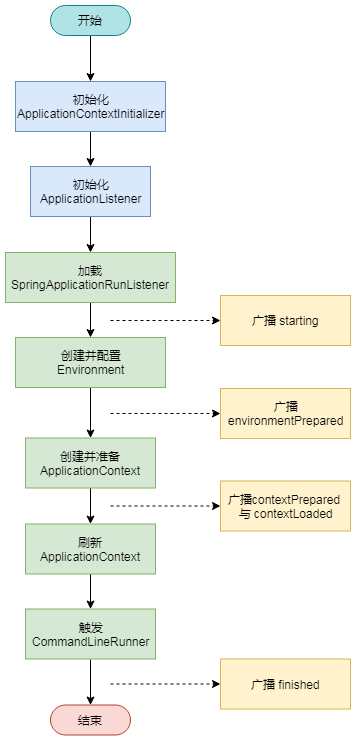 开始
初始化
ApplicationContextInitializer
初始化
ApplicationListener
加载
SpringApplicationRunListener
广播 starting
创建并配置
Environment
广播
environmentPrepared
创建并准备
ApplicationContext
广播contextPrepared
与 contextLoaded
刷新
ApplicationContext
触发
CommandLineRunner
广播 finished
结束